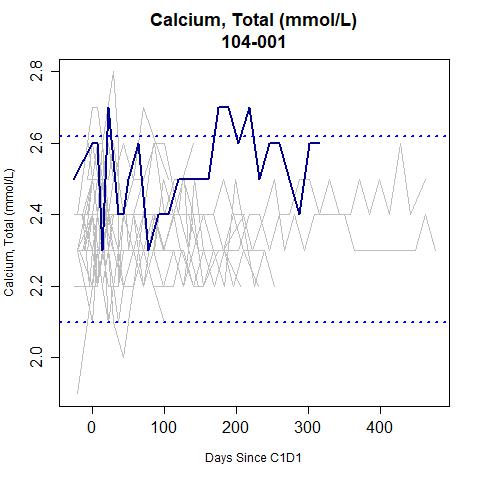 Calcium, Total (mmol/L)
104-001
Calcium, Total (mmol/L)
2.8
2.6
2.4
2.2
2.0
0 100 200 300 400
Days Since C1D1